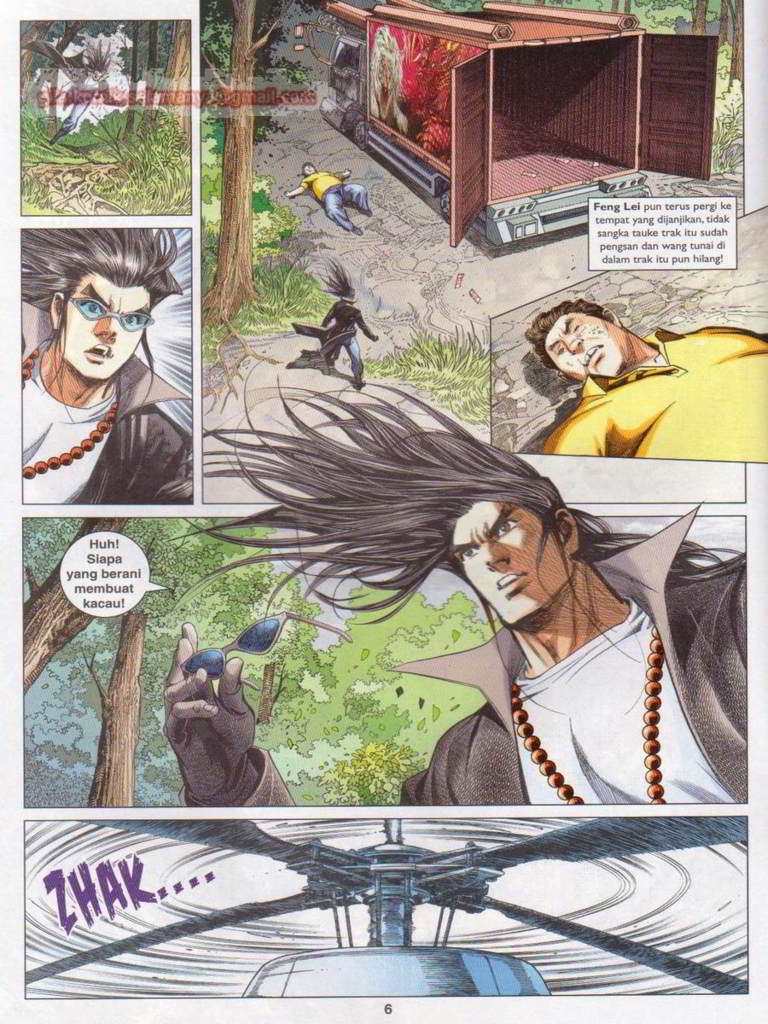 Feng Lei pun terus pergi ke
tempat yang dijanjikan, tidak
sangka tauke trak itu sudah
pengsan dan wang tunai di
dalam trak itu pun hilang!
Huh!
Siapa
yang berani
membuat
kacau!
ZHAK....
6